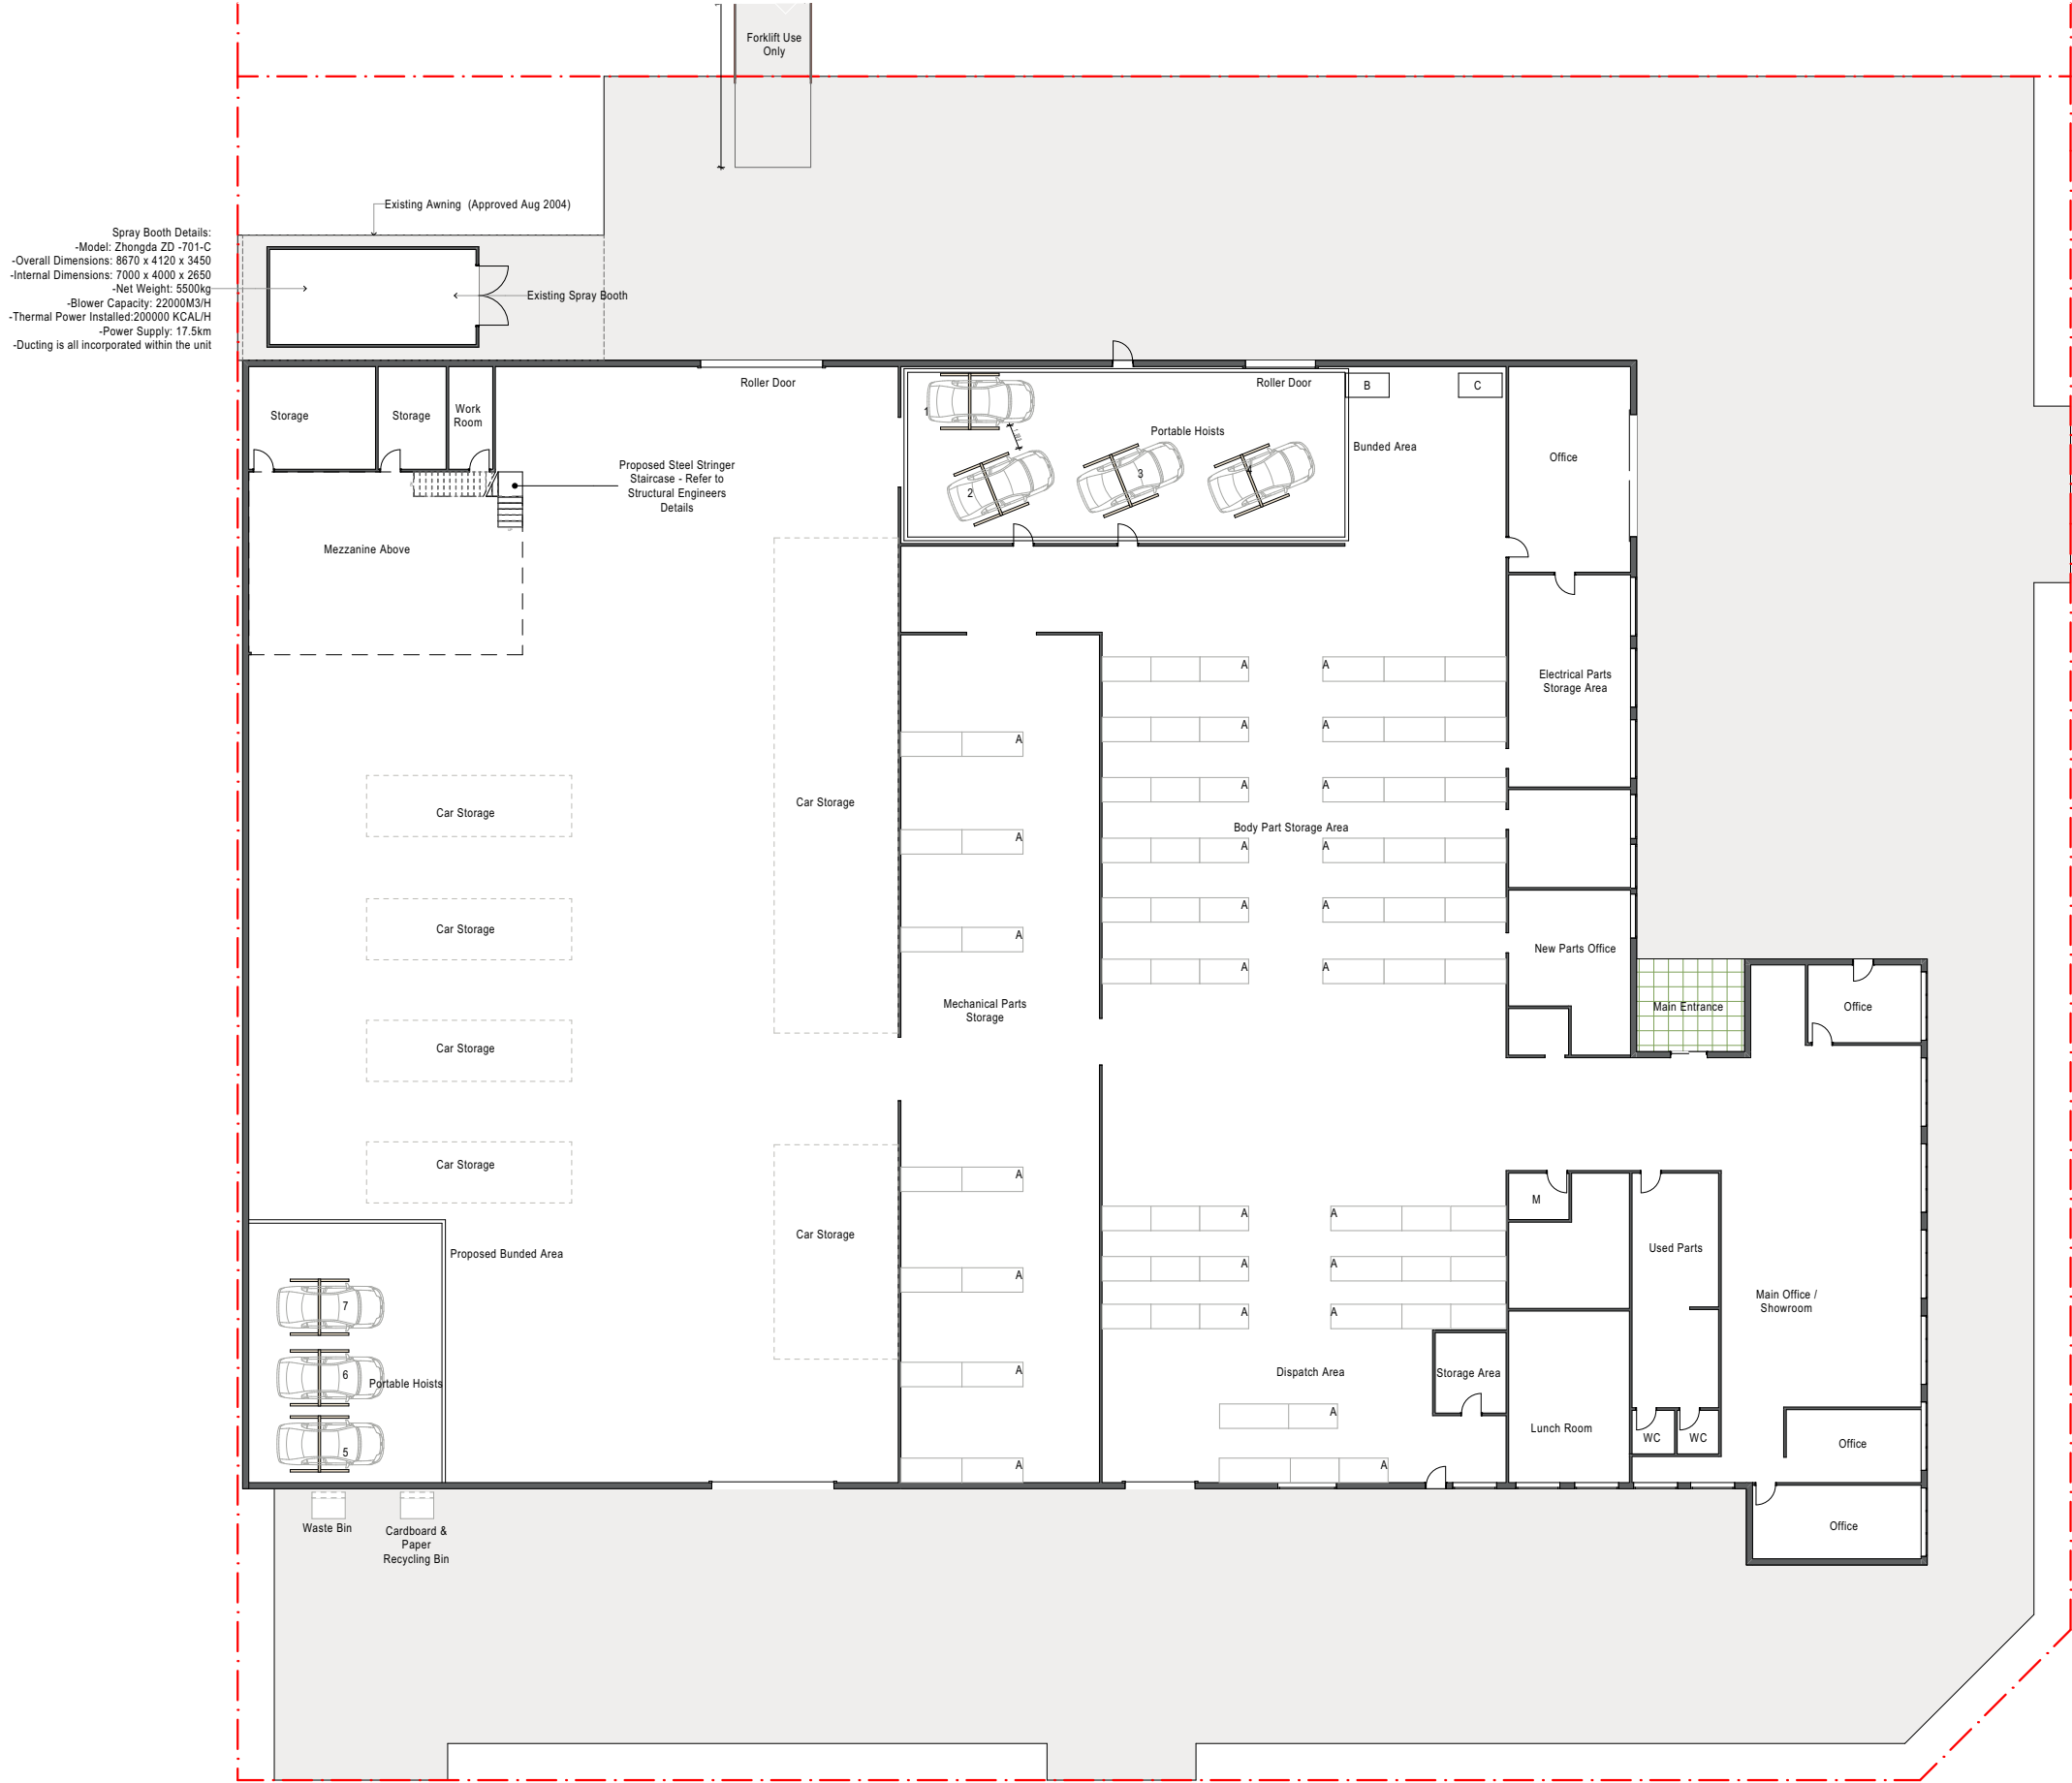 Forklift Use
Only
Existing Awning  (Approved Aug 2004)
Spray Booth Details:
-Model: Zhongda ZD -701-C
-Overall Dimensions: 8670 x 4120 x 3450
-Internal Dimensions: 7000 x 4000 x 2650
-Net Weight: 5500kg
-Blower Capacity: 22000M3/H
-Thermal Power Installed:200000 KCAL/H
-Power Supply: 17.5km
-Ducting is all incorporated within the unit
Existing Spray Booth
Roller Door
Roller Door
B
C
Storage
Storage
Work
Room
1
Portable Hoists
Bunded Area
Office
Proposed Steel Stringer
Staircase - Refer to
Structural Engineers
Details
2
3
4
Mezzanine Above
Electrical Parts
Storage Area
A
A
A
A
A
A
A
A
Car Storage
Car Storage
Body Part Storage Area
A
A
A
Car Storage
A
A
A
New Parts Office
A
A
Mechanical Parts
Storage
Main Entrance
Office
Car Storage
Car Storage
A
M
A
A
Car Storage
Proposed Bunded Area
Used Parts
A
A
A
Main Office /
Showroom
7
A
A
6
Portable Hoists
A
Dispatch Area
Storage Area
A
5
Lunch Room
WC
WC
Office
A
A
Waste Bin
Cardboard &
Paper
Recycling Bin
Office